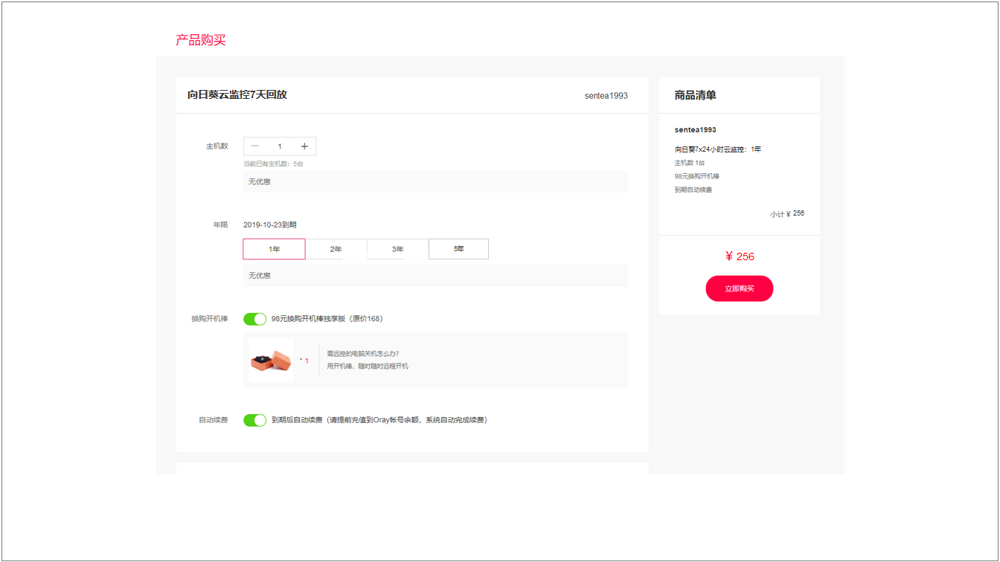 产品购买
向日葵云监控7天回放
sentea1993
主机数
1
当前已有主机数：5台
无优惠
年限
2019-10-23到期
1年
2年
3年
5年
无优惠
换购开机棒
98元换购开机棒独享版（原价168）
* 1
需远控的电脑关机怎么办?
用开机棒，随时随时远程开机
自动续费
到期后自动续费（请提前充值到Oray帐号余额，系统自动完成续费）
商品清单
sentea1993
向日葵7x24小时云监控：1年
主机数 1台
98元换购开机棒
到期自动续费
小计 ¥ 256
¥ 256
立即购买